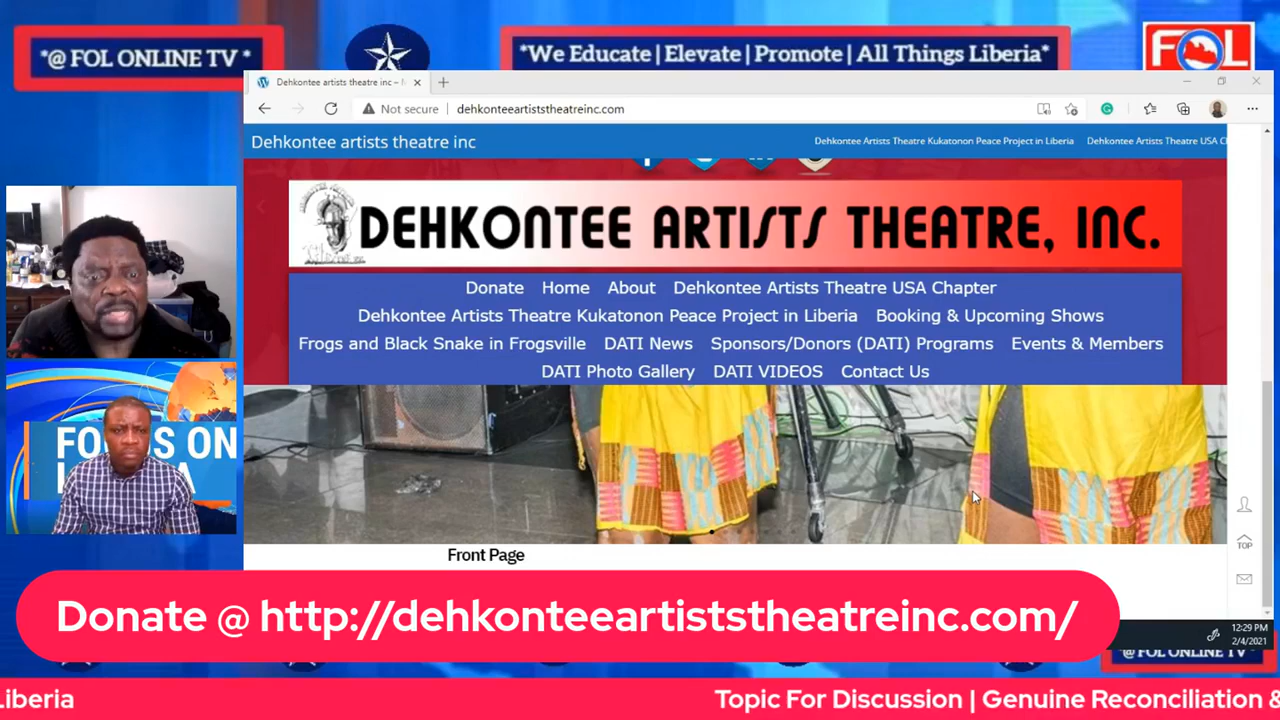 *@ FOL ONLINE TV *
*We Educate | Elevate | Promote | All Things Liberia*
FOL
Dehkontee artists theatre inc –
Not secure | dehkonteeartiststheatreinc.com
Dehkontee artists theatre inc
Dehkontee Artists Theatre Kukatonon Peace Project in Liberia
Dehkontee Artists Theatre USA Ch
DEHKONTEE ARTISTS THEATRE, INC.
Donate Home About Dehkontee Artists Theatre USA Chapter
Dehkontee Artists Theatre Kukatonon Peace Project in Liberia Booking & Upcoming Shows
Frogs and Black Snake in Frogsville DATI News Sponsors/Donors (DATI) Programs Events & Members
DATI Photo Gallery DATI VIDEOS Contact Us
FO US ON
L
TOP
Front Page
Donate @ http://dehkonteeartiststheatreinc.com/
12:29 PM
2/4/2021
*@ FOL ONLINE TV *
Liberia
Topic For Discussion | Genuine Reconciliation &